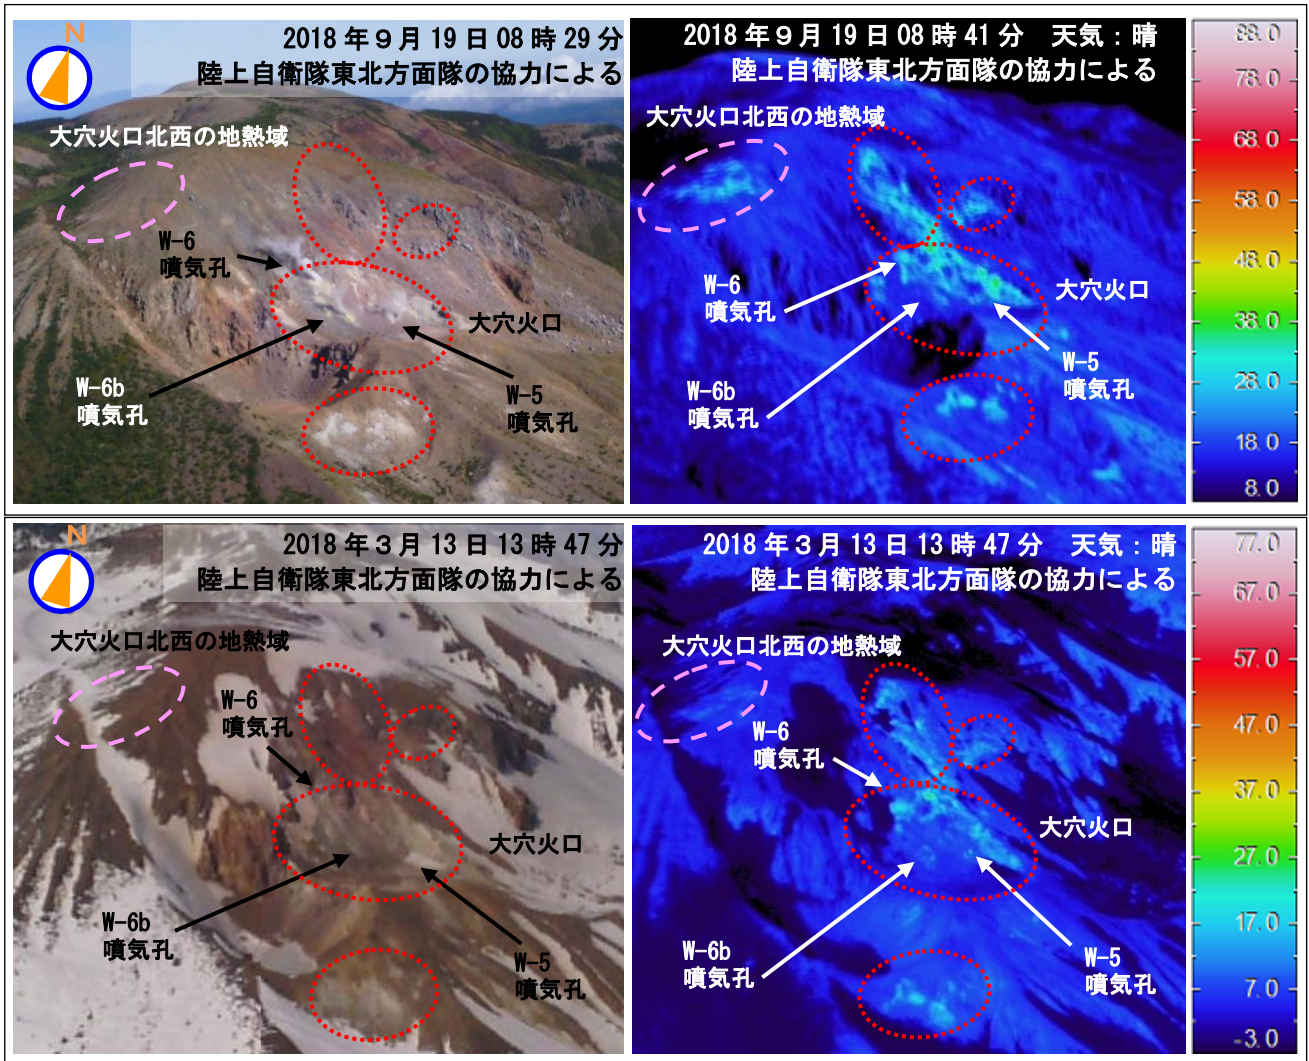 N
2018年9月19日08時29分
陸上自衛隊東北方面隊の協力による
大穴火口北西の地熱域
W-6
噴気孔
大穴火口
W-6b
噴気孔
W-5
噴気孔
2018年9月19日08時41分 天気:晴
陸上自衛隊東北方面隊の協力による
大穴火口北西の地熱域
W-6
噴気孔
大穴火口
W-6b
噴気孔
W-5
噴気孔
88.0
78.0
68.0
58.0
48.0
38.0
28.0
18.0
8.0
N
2018年3月13日13時47分
陸上自衛隊東北方面隊の協力による
大穴火口北西の地熱域
W-6
噴気孔
大穴火口
W-6b
噴気孔
W-5
噴気孔
2018年3月13日13時47分 天気:晴
陸上自衛隊東北方面隊の協力による
大穴火口北西の地熱域
W-6
噴気孔
大穴火口
W-6b
噴気孔
W-5
噴気孔
77.0
67.0
57.0
47.0
37.0
27.0
17.0
7.0
-3.0